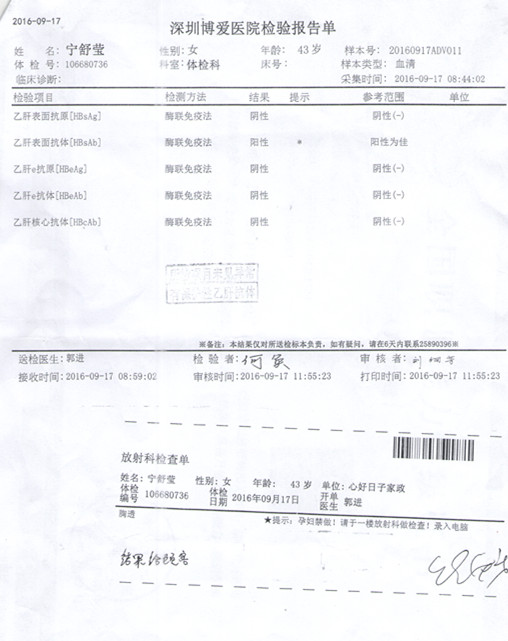 2016-09-17
深圳博爱医院检验报告单
姓 名: 宁舒莹 性别: 女 年龄: 43 岁 样本号: 20160917ADV011
体 检 号: 106680736 科室: 体检科 床号: 样本类型: 血清
临床诊断: 采集时间: 2016-09-17 08:44:02
检验项目 检测方法 结果 提示 参考范围 单位
乙肝表面抗原[HBsAg] 酶联免疫法 阴性 阴性(-)
乙肝表面抗体[HBsAb] 酶联免疫法 阳性 * 阳性为佳
乙肝e抗原[HBeAg] 酶联免疫法 阴性 阴性(-)
乙肝e抗体[HBeAb] 酶联免疫法 阴性 阴性(-)
乙肝核心抗体[HBcAb] 酶联免疫法 阴性 阴性(-)
※备注: 本结果仅对所送检标本负责, 如有疑问, 请在6天内联系25890396※
送检医生: 郭进 检 验 者: 审 核 者:
接收时间: 2016-09-17 08:59:02 审核时间: 2016-09-17 11:55:23 打印时间: 2016-09-17 11:55:23
放射科检查单
姓名: 宁舒莹 性别: 女 年龄: 43 岁 单位: 心好日子家政
体检编号 106680736 体检日期 2016年09月17日 开单医生 郭进
胸透 ★提示: 孕妇禁做! 请于一楼放射科做检查! 录入电脑
结果给顾客